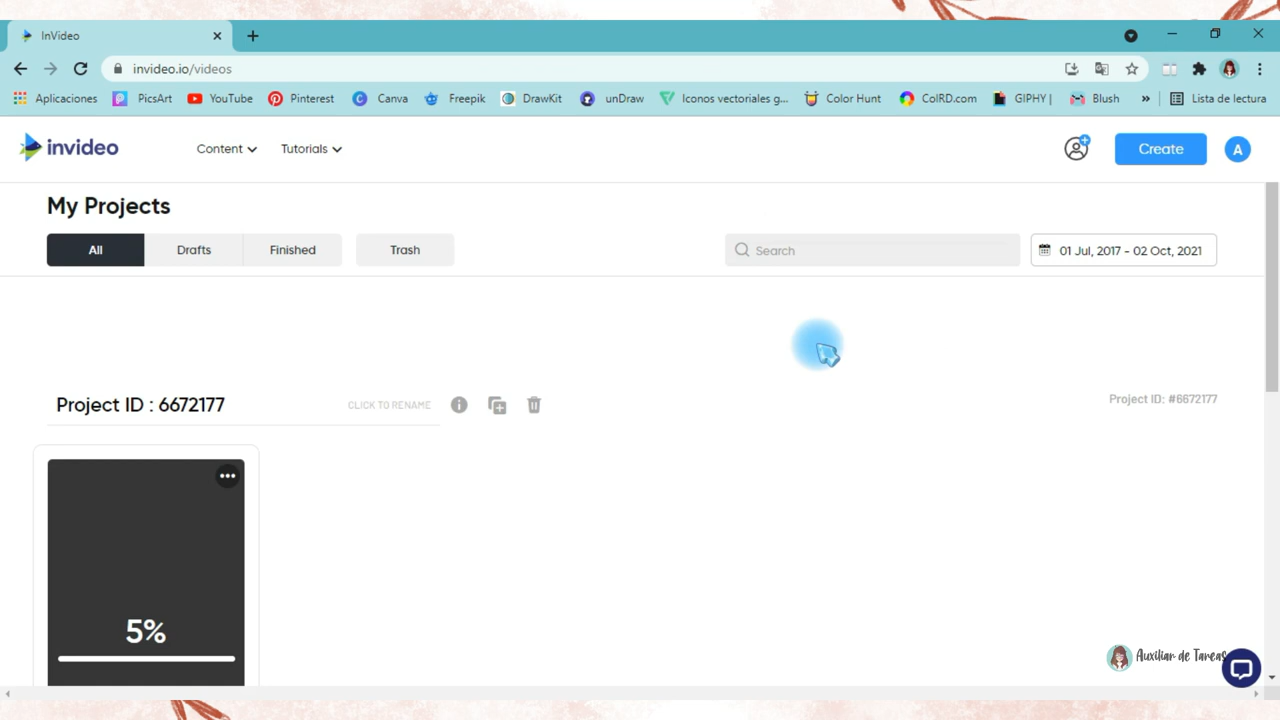 InVideo
invideo.io/videos
Aplicaciones PicsArt YouTube Pinterest Canva Freepik DrawKit unDraw Iconos vectoriales g... Color Hunt ColRD.com GIPHY | Blush » Lista de lectura
invideo Content Tutorials Create A
My Projects
All Drafts Finished Trash Search 01 Jul, 2017 - 02 Oct, 2021
Project ID : 6672177 CLICK TO RENAME Project ID: #6672177
5%
Auxiliar de Tareas